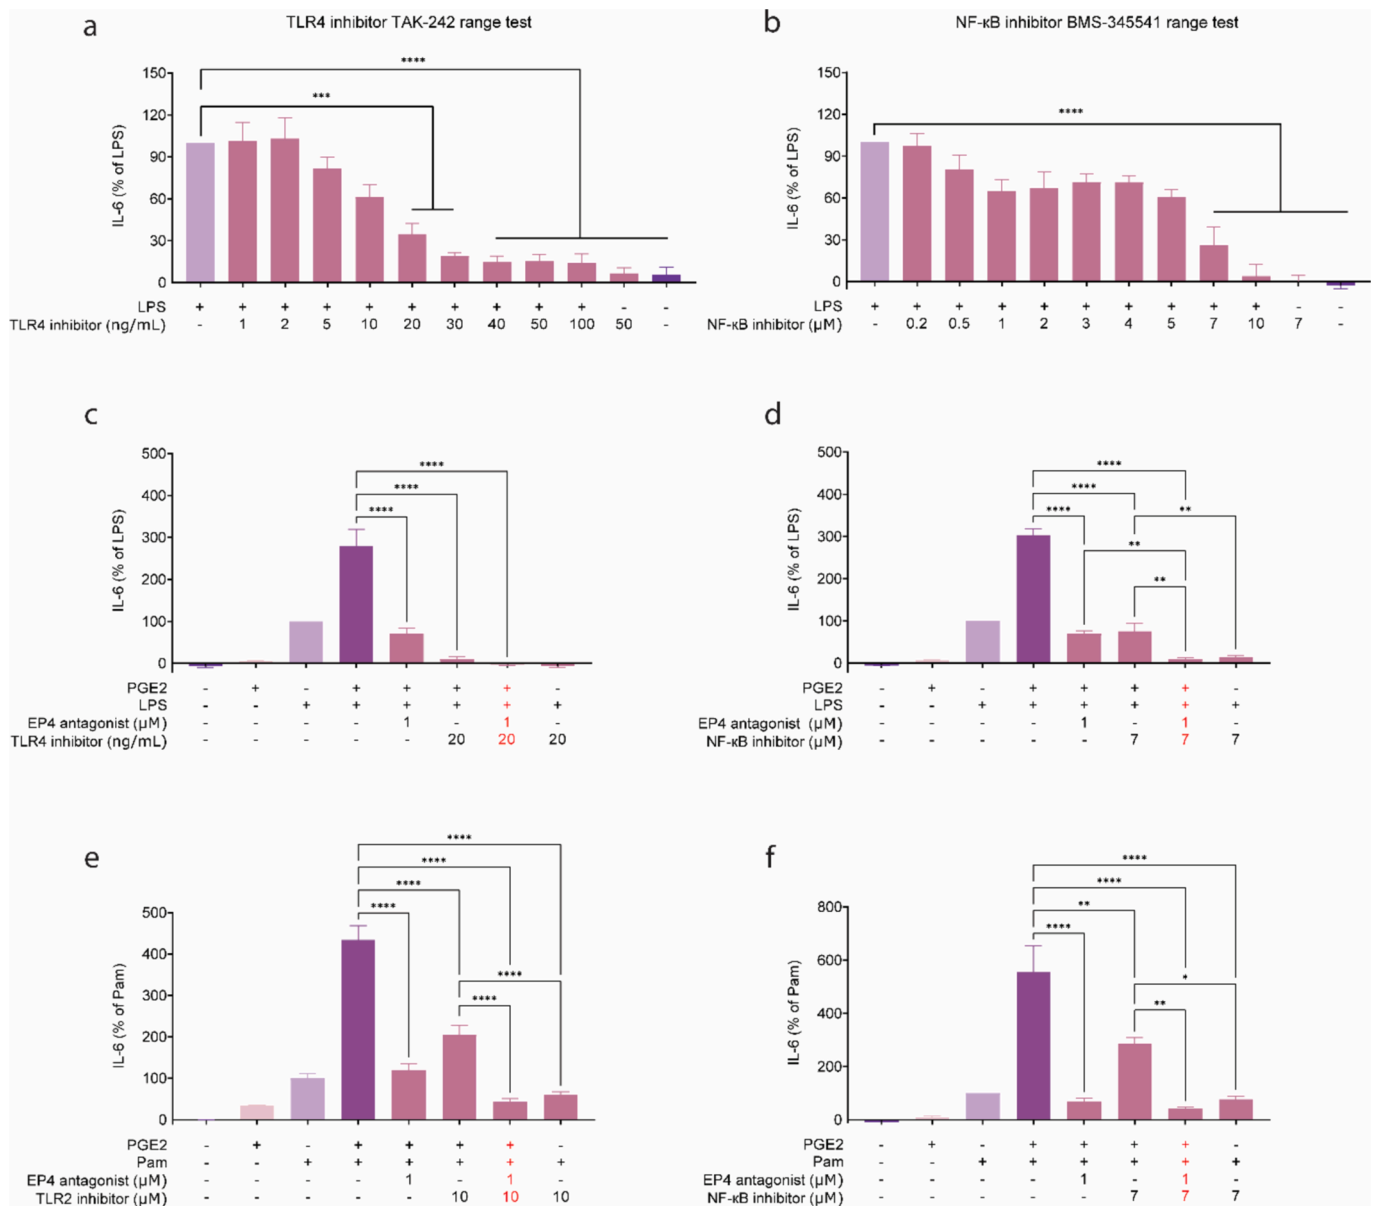 a
TLR4 inhibitor TAK-242 range test
150
120
90
60
30
0
IL-6 (% of LPS)
****
***
LPS + + + + + + + + + + - -
TLR4 inhibitor (ng/mL) - 1 2 5 10 20 30 40 50 100 50 -
b
NF-κB inhibitor BMS-345541 range test
150
120
90
60
30
0
IL-6 (% of LPS)
****
LPS + + + + + + + + + + - -
NF-κB inhibitor (μM) - 0.2 0.5 1 2 3 4 5 7 10 7 -
c
500
400
300
200
100
0
IL-6 (% of LPS)
****
****
****
PGE2 - + - + + + + -
LPS - - + + + + + +
EP4 antagonist (μM) - - - - 1 - 1 -
TLR4 inhibitor (ng/mL) - - - - - 20 20 20
d
500
400
300
200
100
0
IL-6 (% of LPS)
****
****
****
**
**
**
PGE2 - + - + + + + -
LPS - - + + + + + +
EP4 antagonist (μM) - - - - 1 - 1 -
NF-κB inhibitor (μM) - - - - - 7 7 7
e
500
400
300
200
100
0
IL-6 (% of Pam)
****
****
****
****
****
****
PGE2 - + - + + + + -
Pam - - + + + + + +
EP4 antagonist (μM) - - - - 1 - 1 -
TLR2 inhibitor (μM) - - - - - 10 10 10
f
800
600
400
200
0
IL-6 (% of Pam)
****
****
**
****
*
**
PGE2 - + - + + + + -
Pam - - + + + + + +
EP4 antagonist (μM) - - - - 1 - 1 -
NF-κB inhibitor (μM) - - - - - 7 7 7